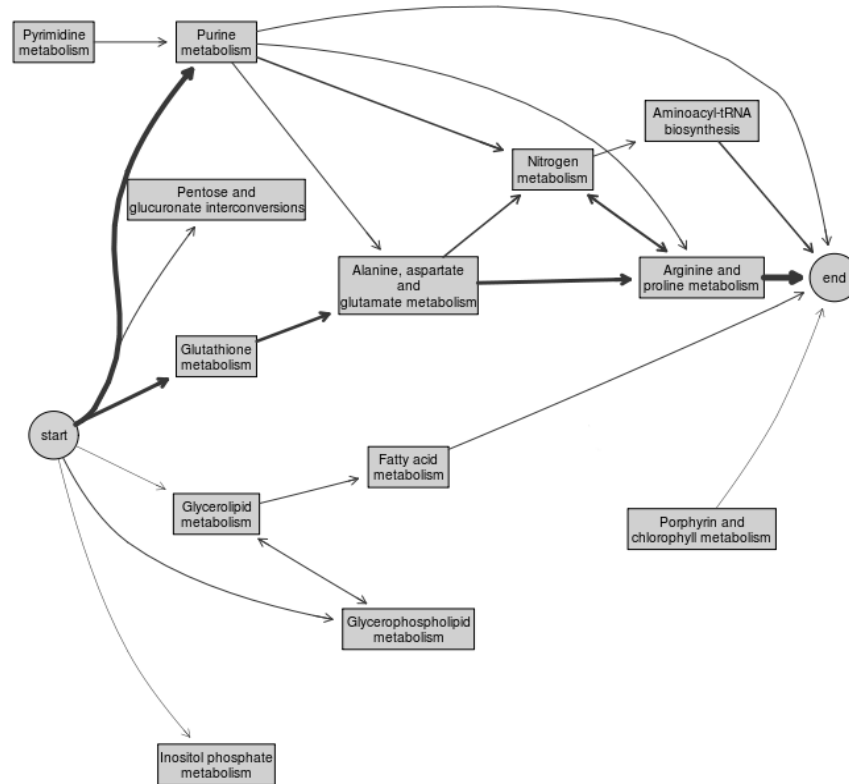 Pyrimidine
metabolism
Purine
metabolism
Aminoacyl-tRNA
biosynthesis
Nitrogen
metabolism
Pentose and
glucuronate interconversions
Alanine, aspartate
and
glutamate metabolism
Arginine and
proline metabolism
end
Glutathione
metabolism
start
Fatty acid
metabolism
Glycerolipid
metabolism
Porphyrin and
chlorophyll metabolism
Glycerophospholipid
metabolism
Inositol phosphate
metabolism